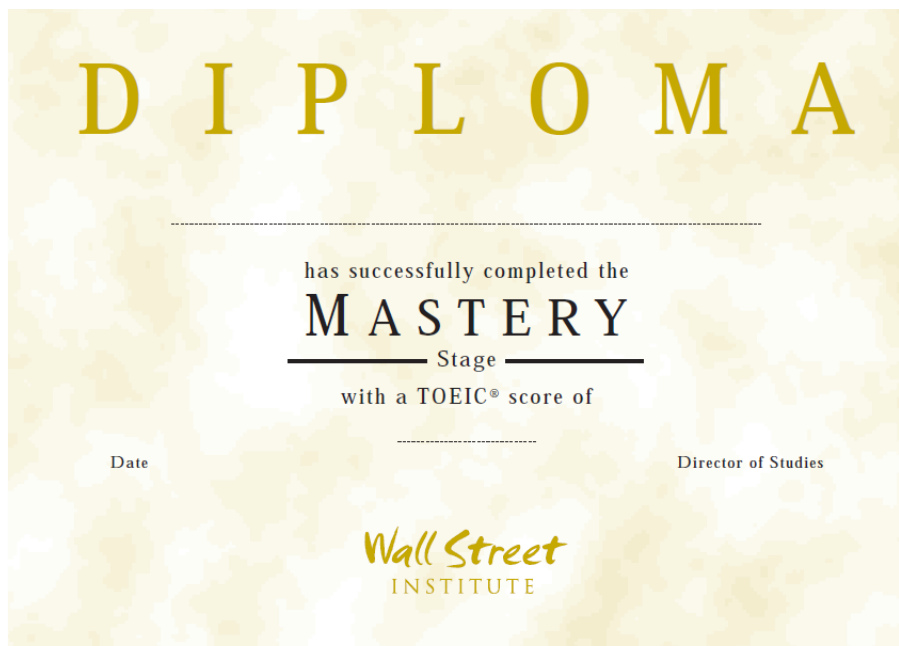 DIPLOMA
has successfully completed the
MASTERY
Stage
with a TOEIC® score of
Date
Director of Studies
Wall Street
INSTITUTE